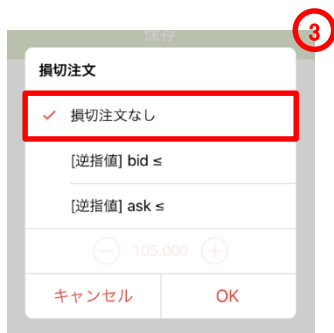 保存
3
損切注文
✓ 損切注文なし
[逆指値] bid ≤
[逆指値] ask ≤
105.000
キャンセル OK